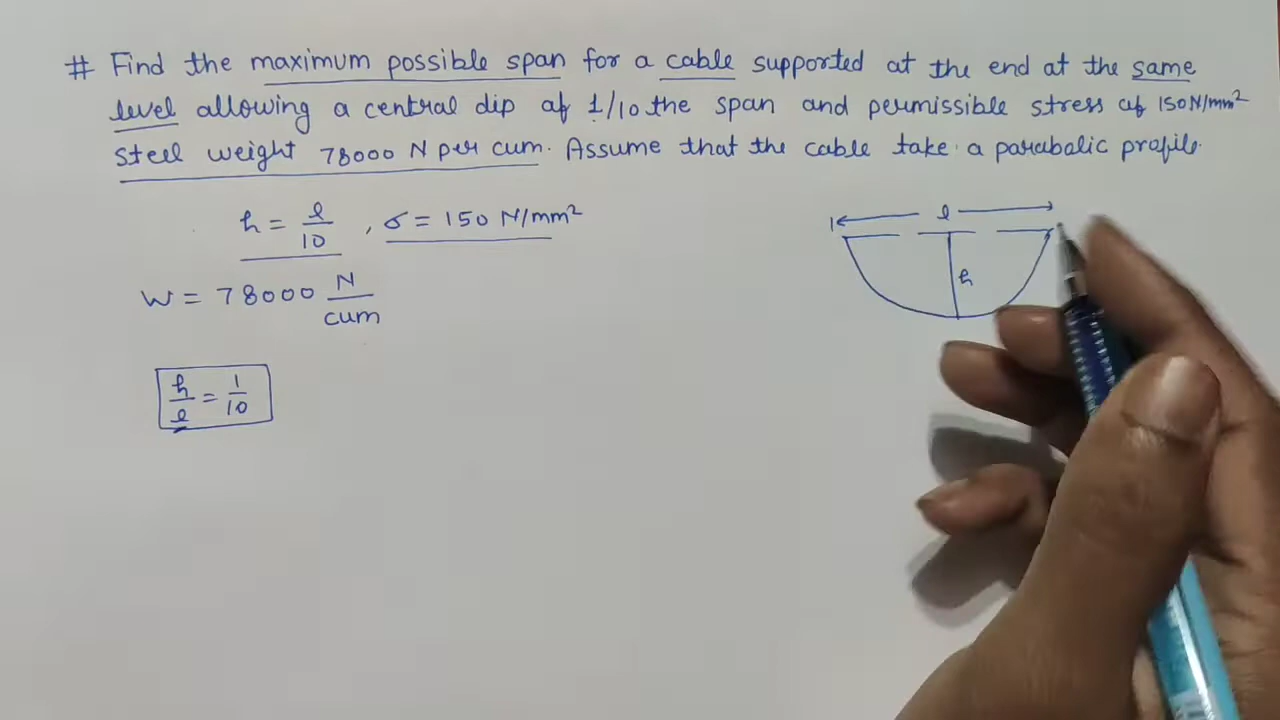 # Find the maximum possible span for a cable supported at the end at the same
level allowing a central dip of 1/10 the span and permissible stress of 150N/mm²
steel weight 78000 N per cum. Assume that the cable take a parabolic profile.
h = l/10 , σ = 150 N/mm²
l
h
w = 78000 N/cum
h/l = 1/10